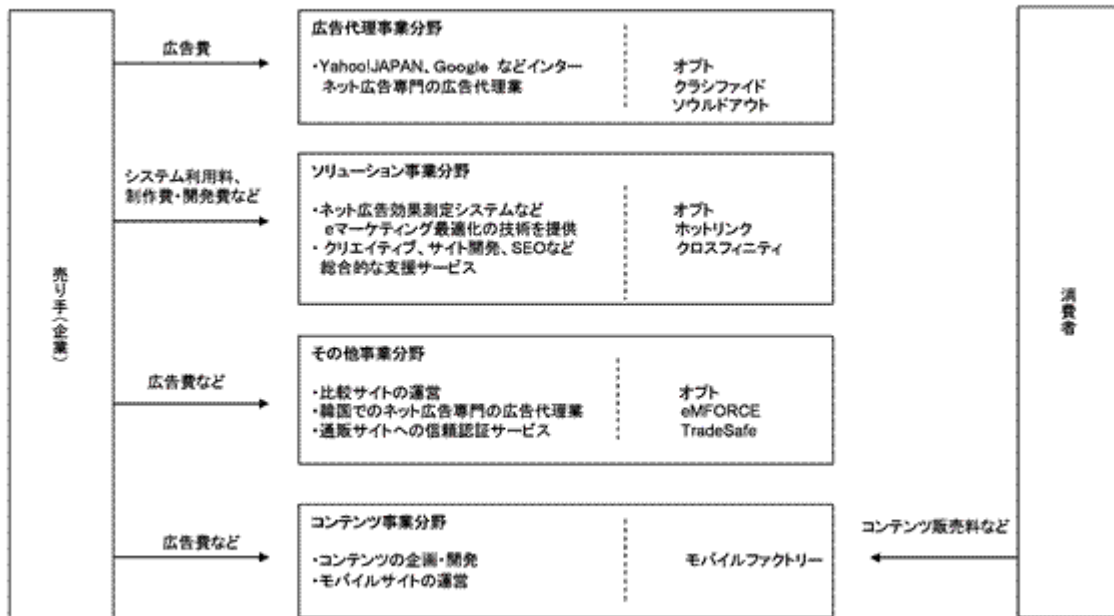 売り手(企業)
広告費
広告代理事業分野
・Yahoo!JAPAN、Google などインター
ネット広告専門の広告代理業
オプト
クラシファイド
ソウルドアウト
システム利用料、
制作費・開発費など
ソリューション事業分野
・ネット広告効果測定システムなど
eマーケティング最適化の技術を提供
・クリエイティブ、サイト開発、SEOなど
総合的な支援サービス
オプト
ホットリンク
クロスフィニティ
広告費など
その他事業分野
・比較サイトの運営
・韓国でのネット広告専門の広告代理業
・通販サイトへの信頼認証サービス
オプト
eMFORCE
TradeSafe
広告費など
コンテンツ事業分野
・コンテンツの企画・開発
・モバイルサイトの運営
モバイルファクトリー
コンテンツ販売料など
消費者